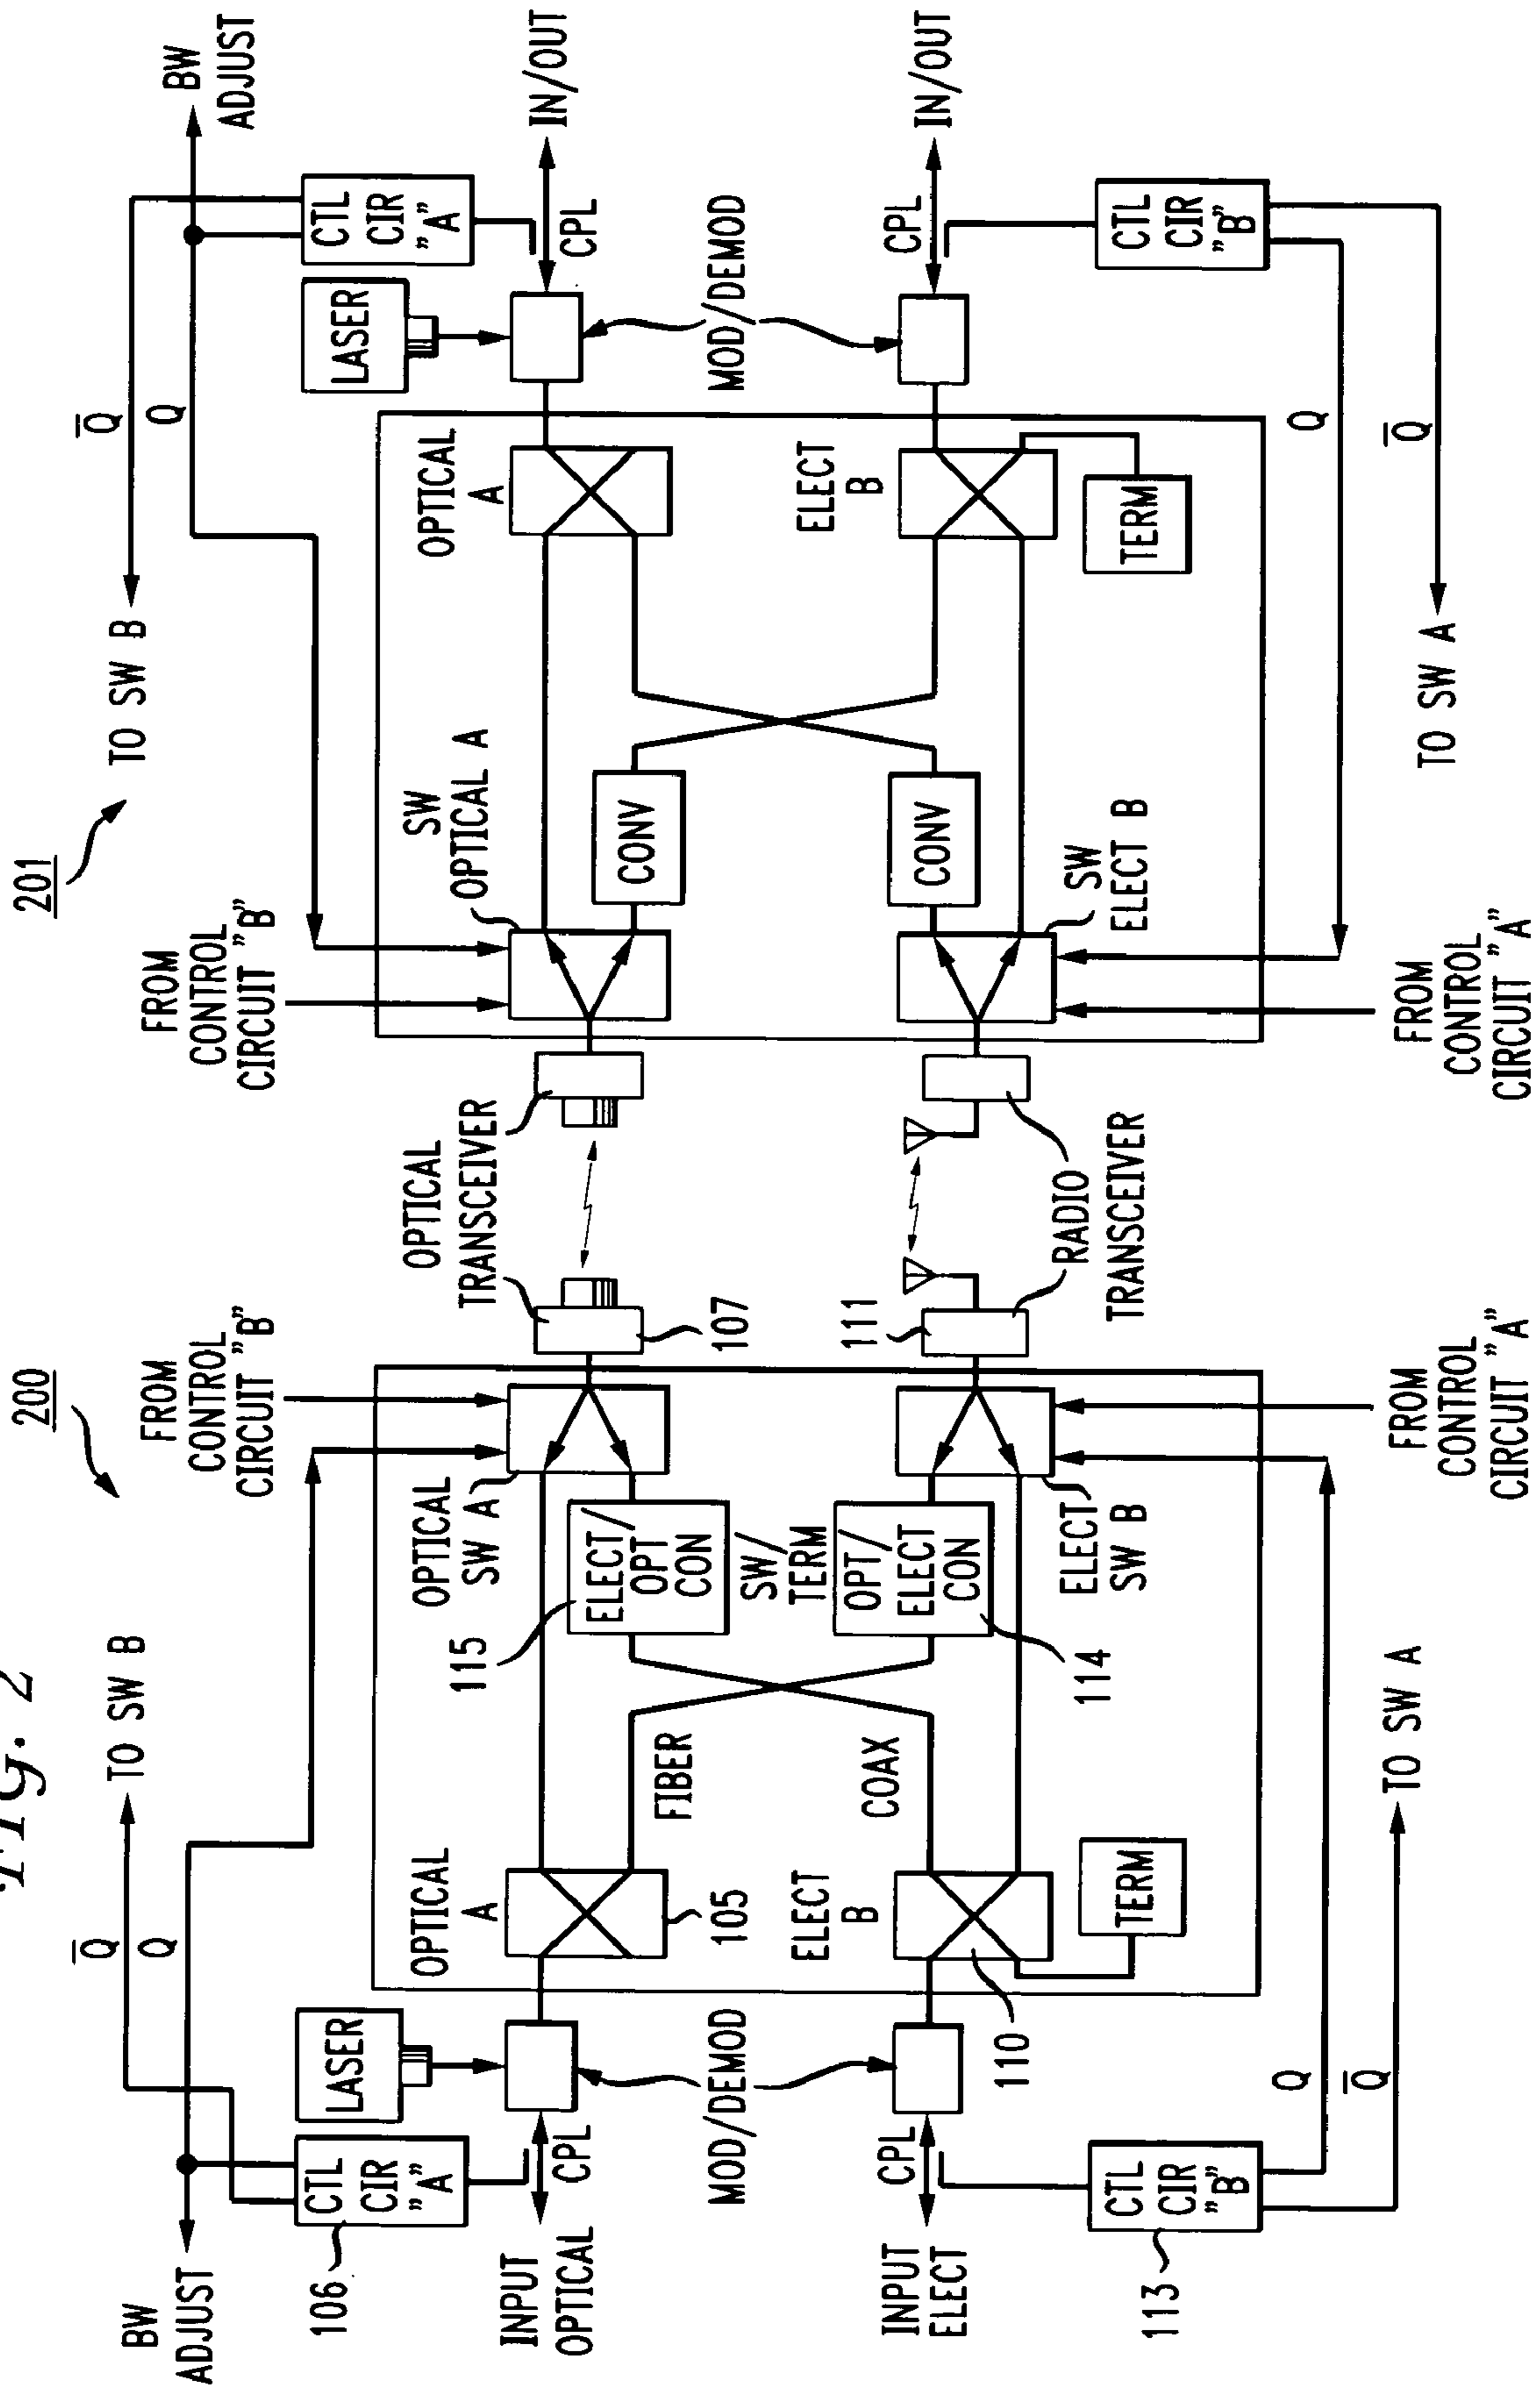 FIG. 2
200
201
BW
ADJUST
Q̅
Q
TO SW B
106
CTL
CIR
"A"
LASER
INPUT
OPTICAL
CPL
MOD/DEMOD
INPUT
ELECT
CPL
113
CTL
CIR
"B"
Q
Q̅
TO SW A
OPTICAL
A
105
ELECT
B
110
TERM
FIBER
COAX
115
ELECT/
OPT
CON
SW/
TERM
OPT/
ELECT
CON
114
OPTICAL
SW A
ELECT
SW B
FROM
CONTROL
CIRCUIT "B"
FROM
CONTROL
CIRCUIT "A"
OPTICAL
TRANSCEIVER
107
111
RADIO
TRANSCEIVER
FROM
CONTROL
CIRCUIT "B"
FROM
CONTROL
CIRCUIT "A"
SW
OPTICAL A
CONV
CONV
SW
ELECT B
TO SW B
Q̅
Q
OPTICAL
A
ELECT
B
TERM
LASER
MOD/DEMOD
CTL
CIR
"A"
BW
ADJUST
CPL
IN/OUT
CPL
IN/OUT
CTL
CIR
"B"
Q
Q̅
TO SW A